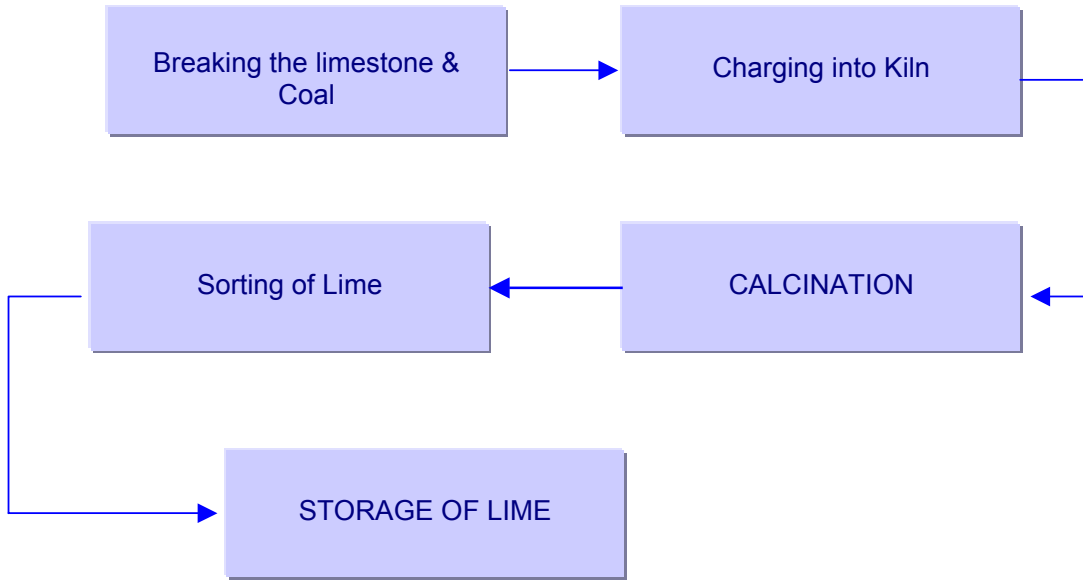 Breaking the limestone &
Coal
Charging into Kiln
Sorting of Lime
CALCINATION
STORAGE OF LIME